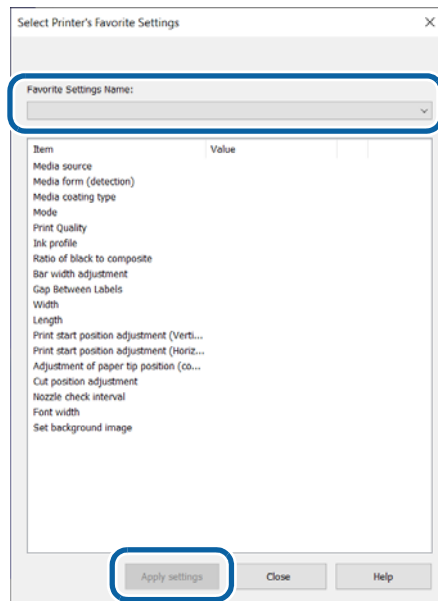 Select Printer's Favorite Settings
Favorite Settings Name:
Item Value
Media source
Media form (detection)
Media coating type
Mode
Print Quality
Ink profile
Ratio of black to composite
Bar width adjustment
Gap Between Labels
Width
Length
Print start position adjustment (Verti...
Print start position adjustment (Horiz...
Adjustment of paper tip position (co...
Cut position adjustment
Nozzle check interval
Font width
Set background image
Apply settings Close Help